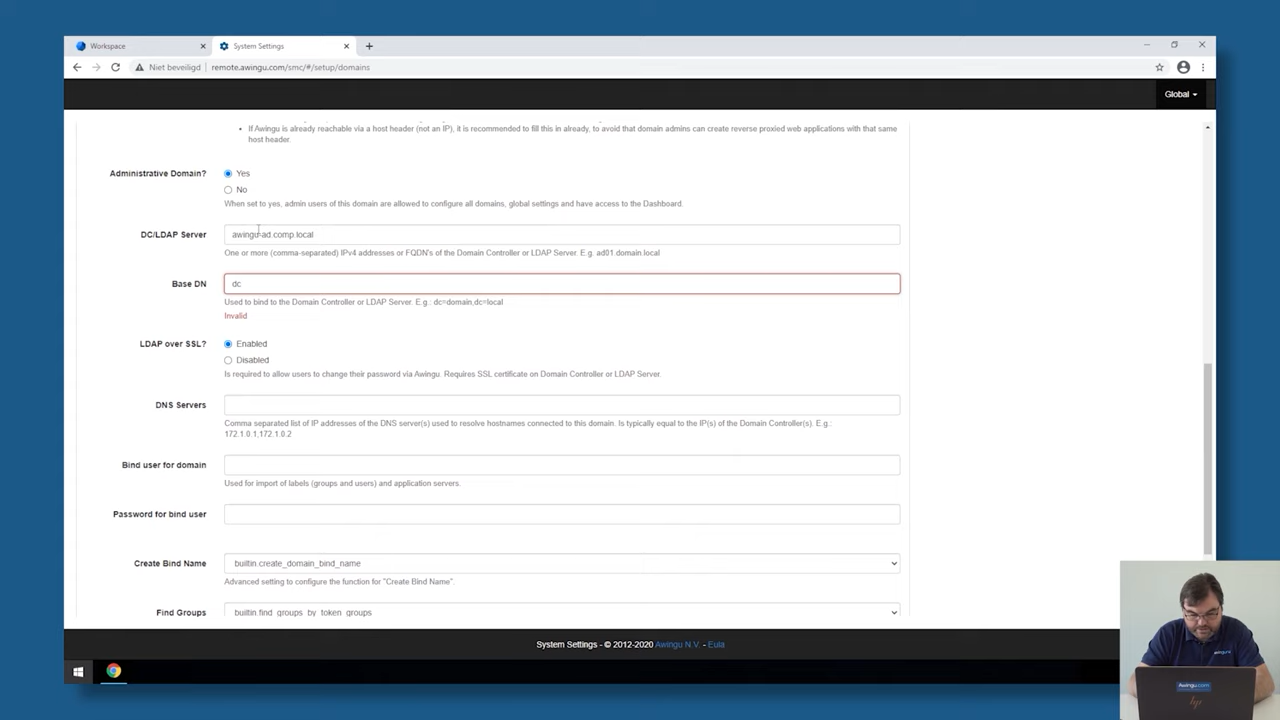 Workspace
System Settings
Niet beveiligd
remote.awingu.com/smc/#/setup/domains
Global
If Awingu is already reachable via a host header (not an IP), it is recommended to fill this in already, to avoid that domain admins can create reverse proxied web applications with that same
host header.
Administrative Domain?
Yes
No
When set to yes, admin users of this domain are allowed to configure all domains, global settings and have access to the Dashboard.
DC/LDAP Server
awingu-ad.comp.local
One or more (comma-separated) IPv4 addresses or FQDN's of the Domain Controller or LDAP Server. E.g. ad01.domain.local
Base DN
dc
Used to bind to the Domain Controller or LDAP Server. E.g.: dc=domain,dc=local
Invalid
LDAP over SSL?
Enabled
Disabled
Is required to allow users to change their password via Awingu. Requires SSL certificate on Domain Controller or LDAP Server.
DNS Servers
Comma separated list of IP addresses of the DNS server(s) used to resolve hostnames connected to this domain. Is typically equal to the IP(s) of the Domain Controller(s). E.g.:
172.1.0.1,172.1.0.2
Bind user for domain
Used for import of labels (groups and users) and application servers.
Password for bind user
Create Bind Name
builtin.create_domain_bind_name
Advanced setting to configure the function for "Create Bind Name".
Find Groups
builtin.find_groups_by_token_groups
System Settings - © 2012-2020 Awingu N.V. - Eula
Awingu.com